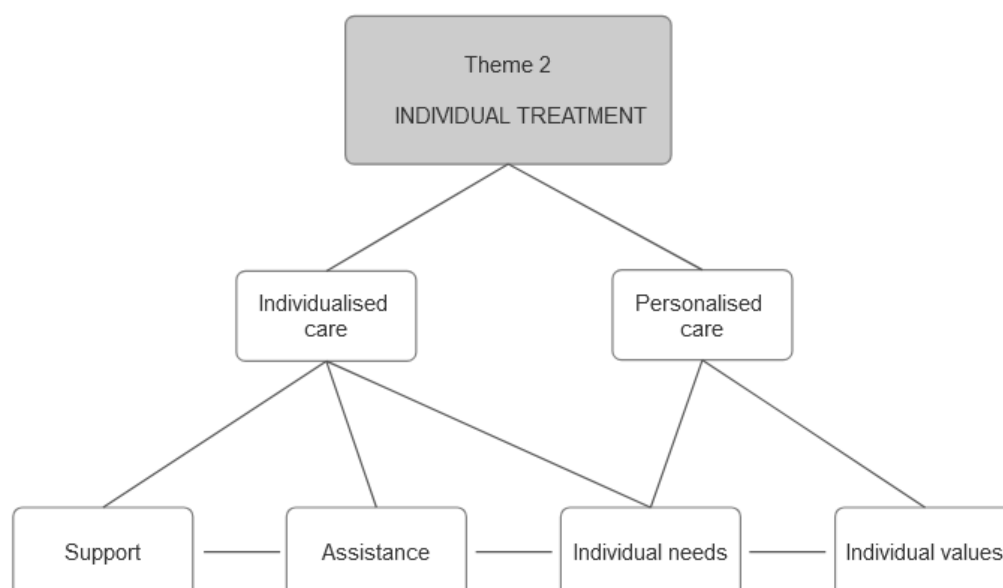 Theme 2
INDIVIDUAL TREATMENT
Individualised
care
Personalised
care
Support
Assistance
Individual needs
Individual values